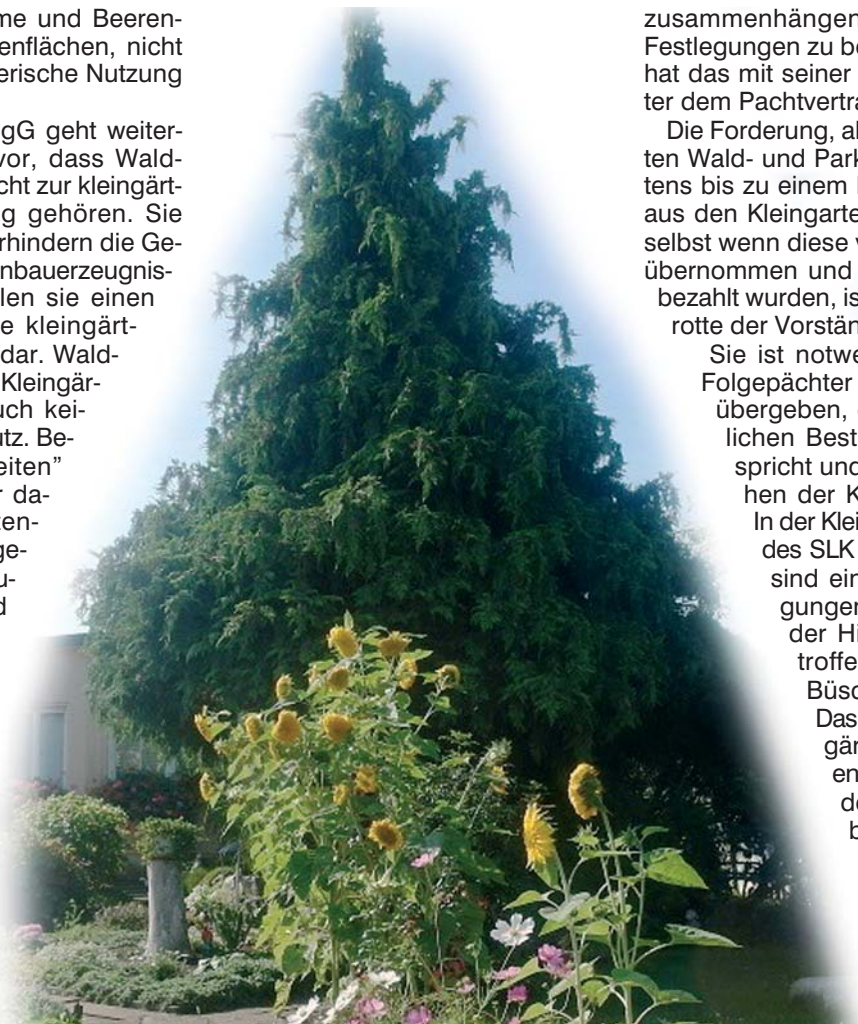 me und Beeren-
enflächen, nicht
erische Nutzung
gG geht weiter-
vor, dass Wald-
cht zur kleingärt-
g gehören. Sie
rhindern die Ge-
nbauerzeugnis-
len sie einen
e kleingärt-
dar. Wald-
Kleingär-
uch kei-
utz. Be-
eiten”
r da-
ten-
ge-
u-
d
zusammenhängen
Festlegungen zu be
hat das mit seiner
ter dem Pachtvertra
Die Forderung, al
ten Wald- und Park
tens bis zu einem
aus den Kleingarte
selbst wenn diese v
übernommen und
bezahlt wurden, is
rotte der Vorstän
Sie ist notwe
Folgepächter
übergeben,
lichen Best
spricht und
hen der K
In der Klei
des SLK
sind ein
gungen
der Hi
troffe
Büsc
Das
gär
en
de
b